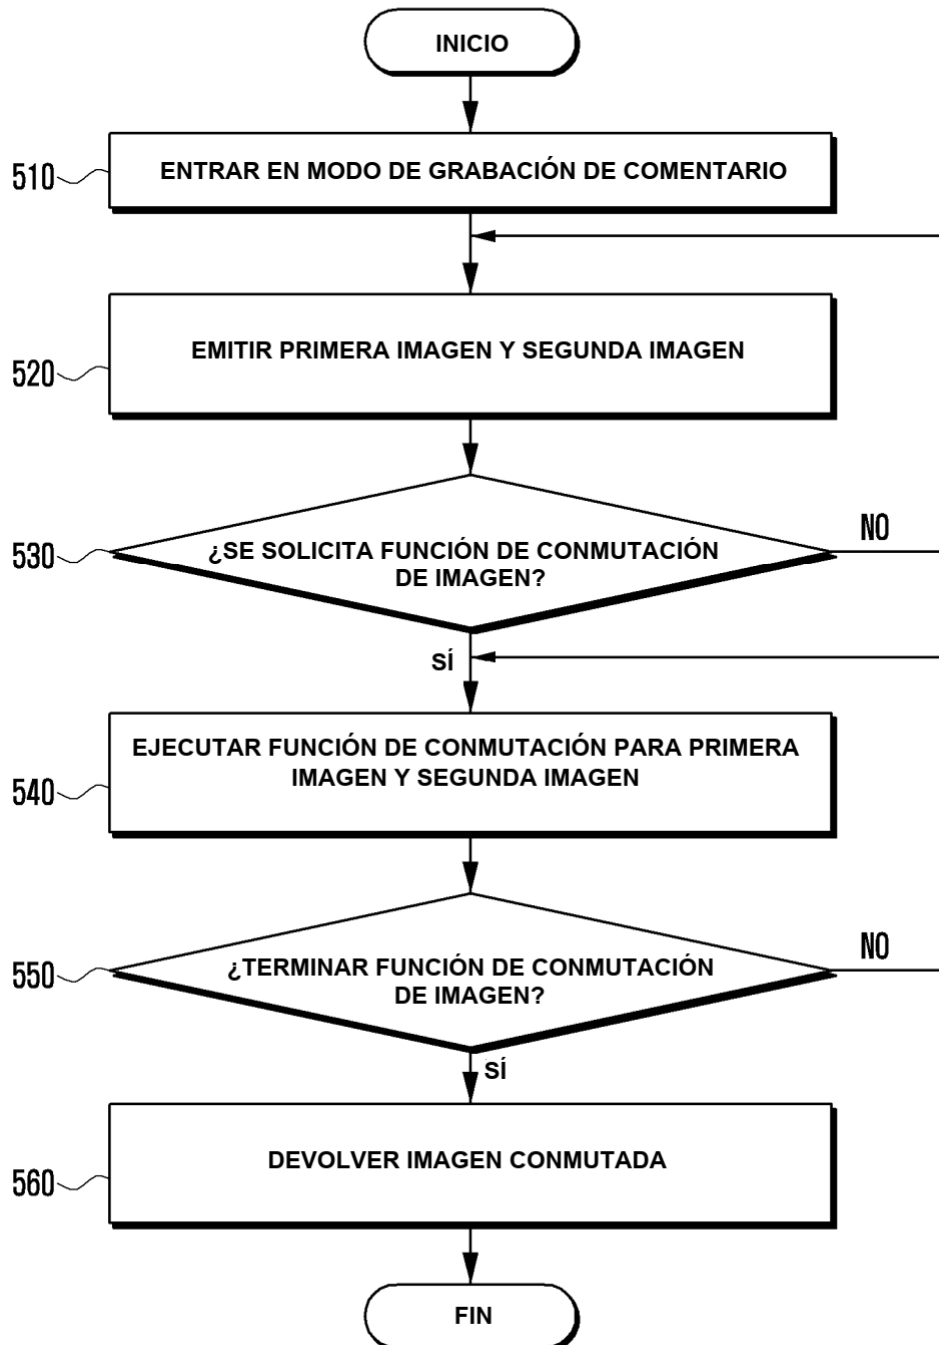 INICIO
510
ENTRAR EN MODO DE GRABACIÓN DE COMENTARIO
520
EMITIR PRIMERA IMAGEN Y SEGUNDA IMAGEN
530
¿SE SOLICITA FUNCIÓN DE CONMUTACIÓN
DE IMAGEN?
NO
SÍ
540
EJECUTAR FUNCIÓN DE CONMUTACIÓN PARA PRIMERA
IMAGEN Y SEGUNDA IMAGEN
550
¿TERMINAR FUNCIÓN DE CONMUTACIÓN
DE IMAGEN?
NO
SÍ
560
DEVOLVER IMAGEN CONMUTADA
FIN